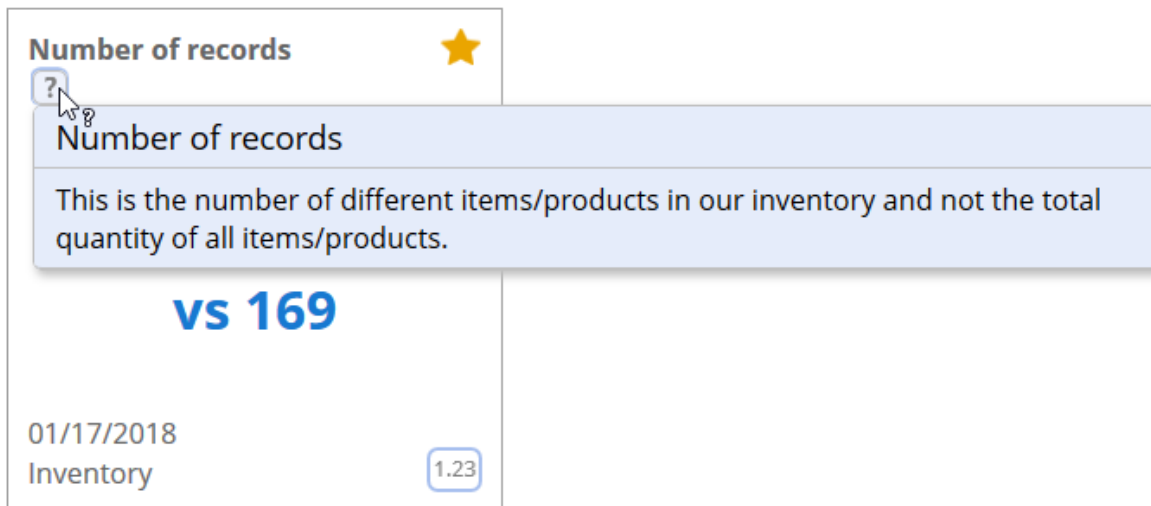 Number of records
?
?
Number of records
This is the number of different items/products in our inventory and not the total
quantity of all items/products.
vs 169
01/17/2018
Inventory
1.23